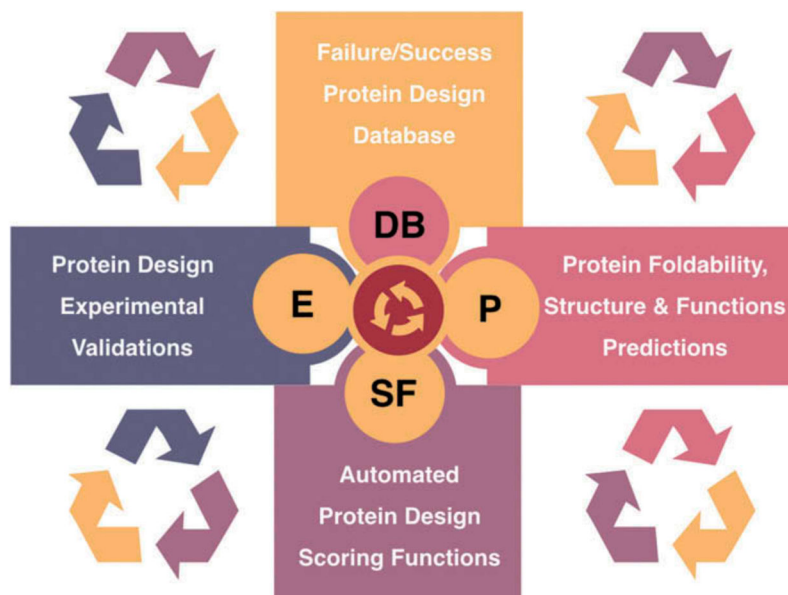 Failure/Success
Protein Design
Database
DB
Protein Design
Experimental
Validations
E
P
Protein Foldability,
Structure & Functions
Predictions
SF
Automated
Protein Design
Scoring Functions